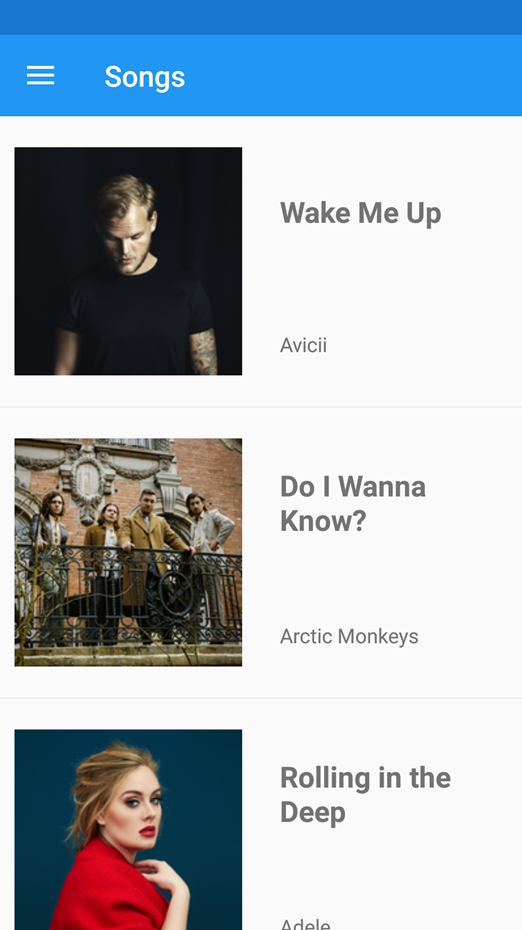 Songs
Wake Me Up
Avicii
Do I Wanna
Know?
Arctic Monkeys
Rolling in the
Deep
Adele